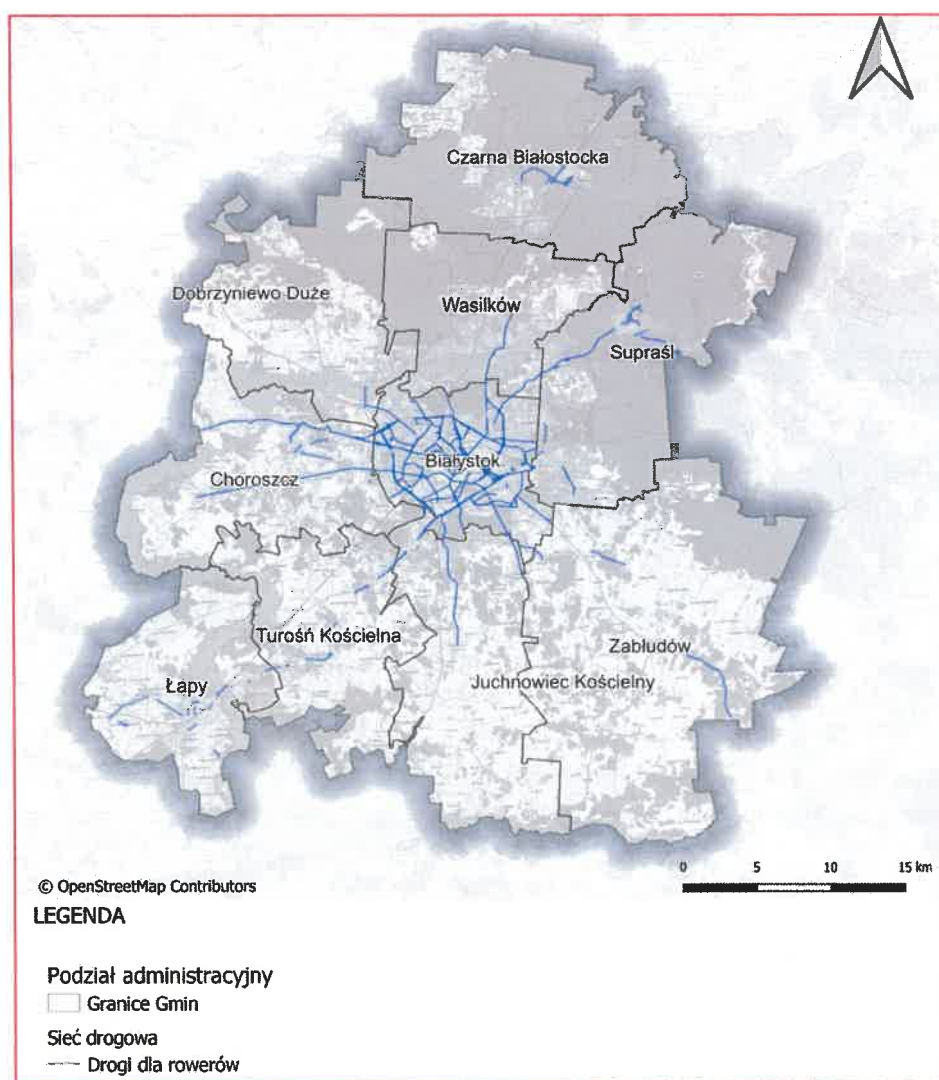 Czarna Białostocka
Dobrzyniewo Duże
Wasilków
Supraśl
Białystok
Choroszcz
Turośń Kościelna
Zabłudów
Łapy
Juchnowiec Kościelny
0 5 10 15 km
© OpenStreetMap Contributors
LEGENDA
Podział administracyjny
Granice Gmin
Sieć drogowa
Drogi dla rowerów